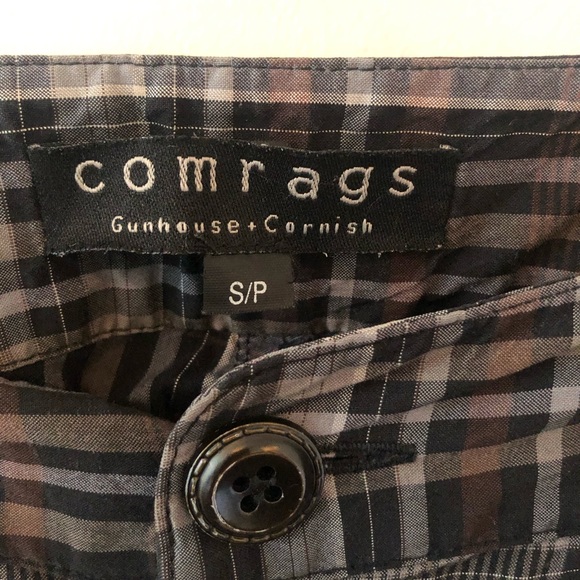 comrags
Gunhouse + Cornish
S/P